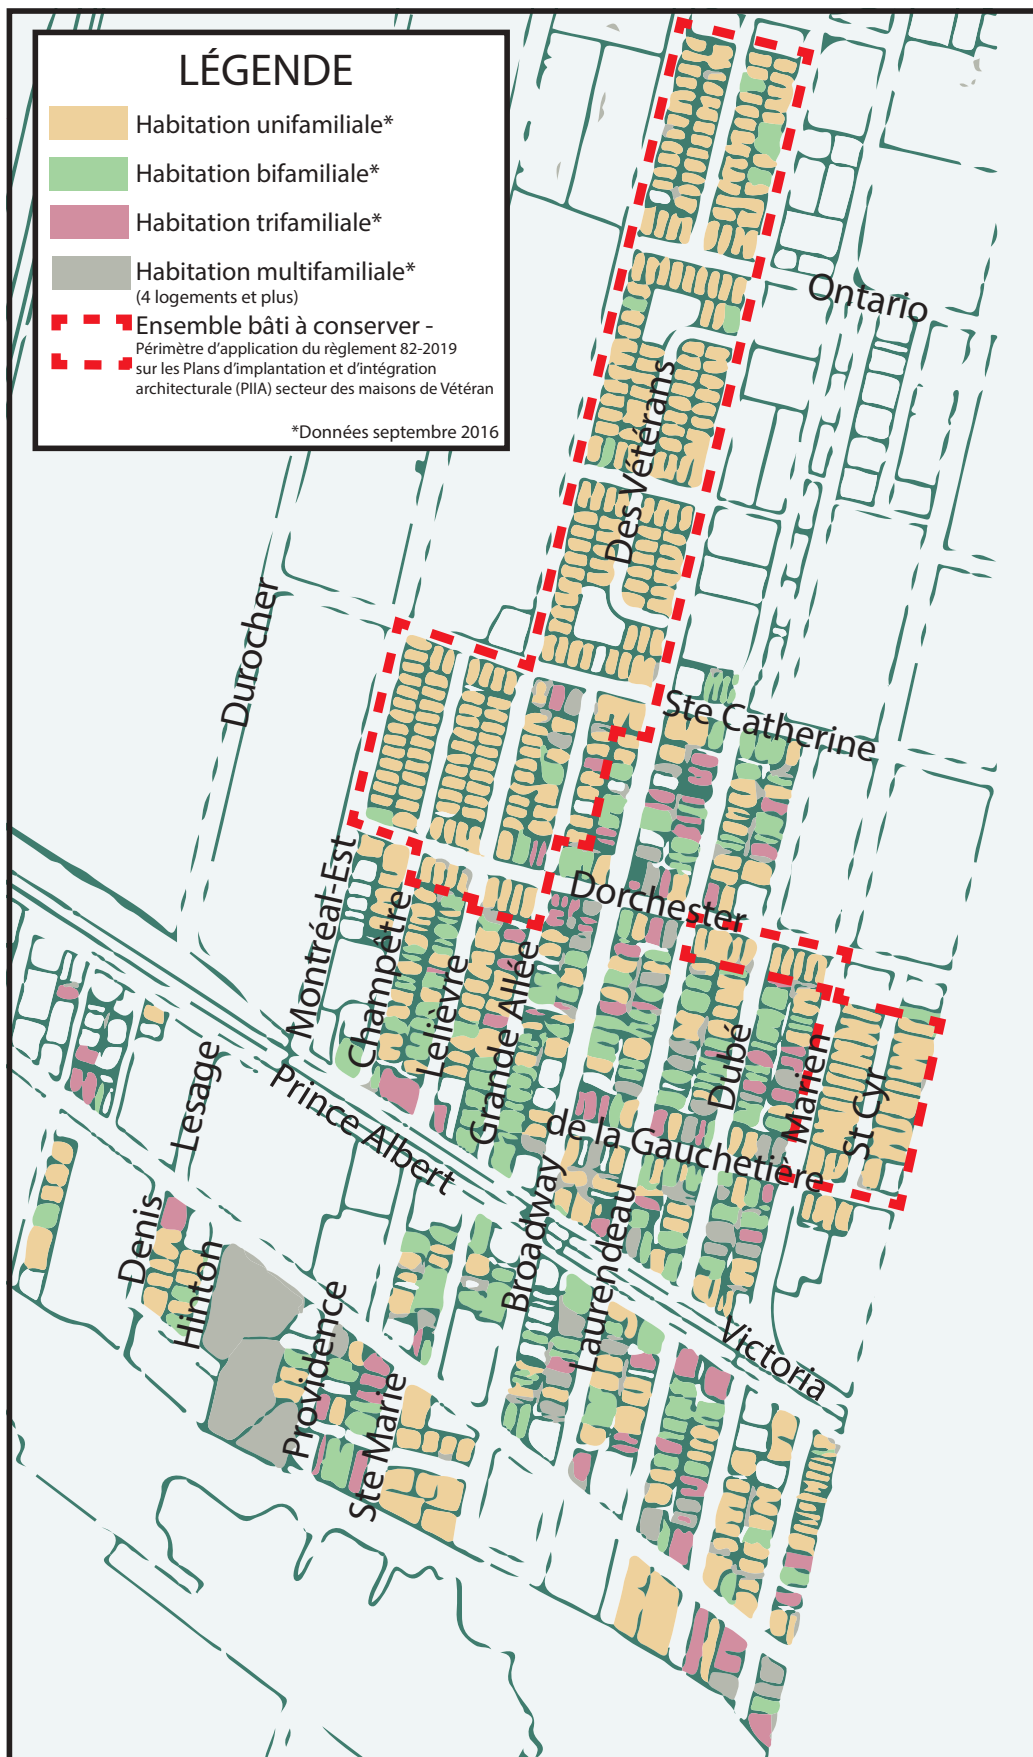 LÉGENDE
Habitation unifamiliale*
Habitation bifamiliale*
Habitation trifamiliale*
Habitation multifamiliale*
(4 logements et plus)
Ensemble bâti à conserver -
Périmètre d'application du règlement 82-2019
sur les Plans d'implantation et d'intégration
architecturale (PIIA) secteur des maisons de Vétéran
*Données septembre 2016
Ontario
Des Vétérans
Durocher
Ste Catherine
Dorchester
Montréal-Est
Champêtre
Lelièvre
Grande Allée
Dubé
Marien
St Cyr
Lesage
Prince Albert
de la Gauchetière
Broadway
Laurendeau
Denis
Hinton
Providence
Ste Marie
Victoria